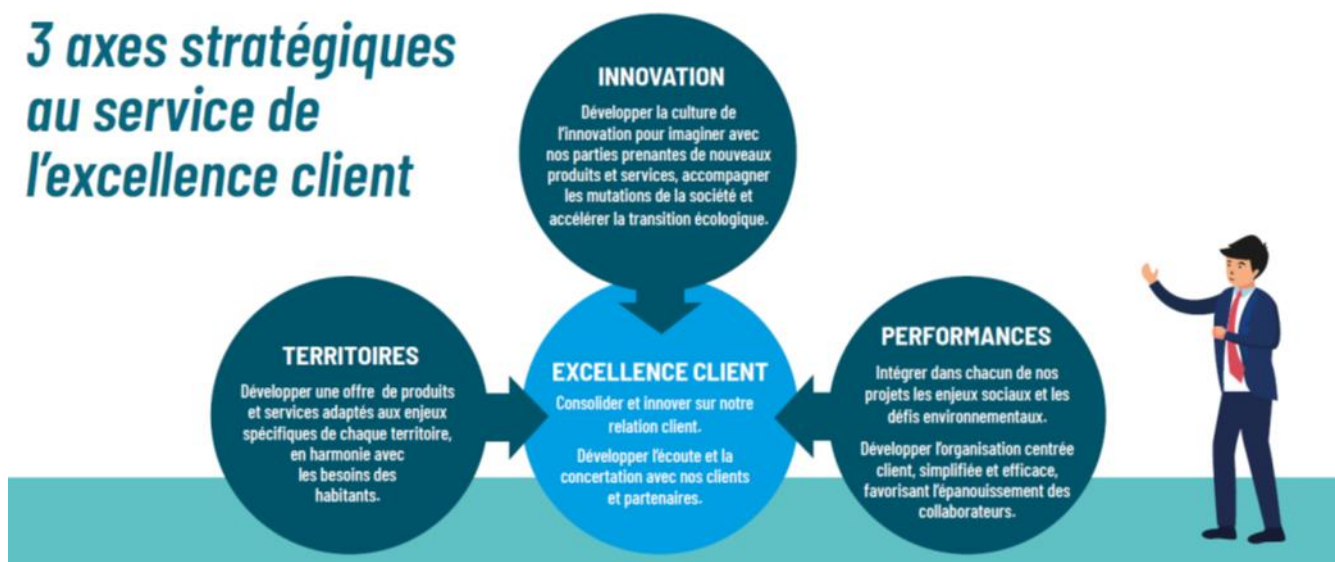 3 axes stratégiques
au service de
l'excellence client
INNOVATION
Développer la culture de
l'innovation pour imaginer avec
nos parties prenantes de nouveaux
produits et services, accompagner
les mutations de la société et
accélérer la transition écologique.
TERRITOIRES
Développer une offre de produits
et services adaptés aux enjeux
spécifiques de chaque territoire,
en harmonie avec
les besoins des
habitants.
EXCELLENCE CLIENT
Consolider et innover sur notre
relation client.
Développer l'écoute et la
concertation avec nos clients
et partenaires.
PERFORMANCES
Intégrer dans chacun de nos
projets les enjeux sociaux et les
défis environnementaux.
Développer l'organisation centrée
client, simplifiée et efficace,
favorisant l'épanouissement des
collaborateurs.